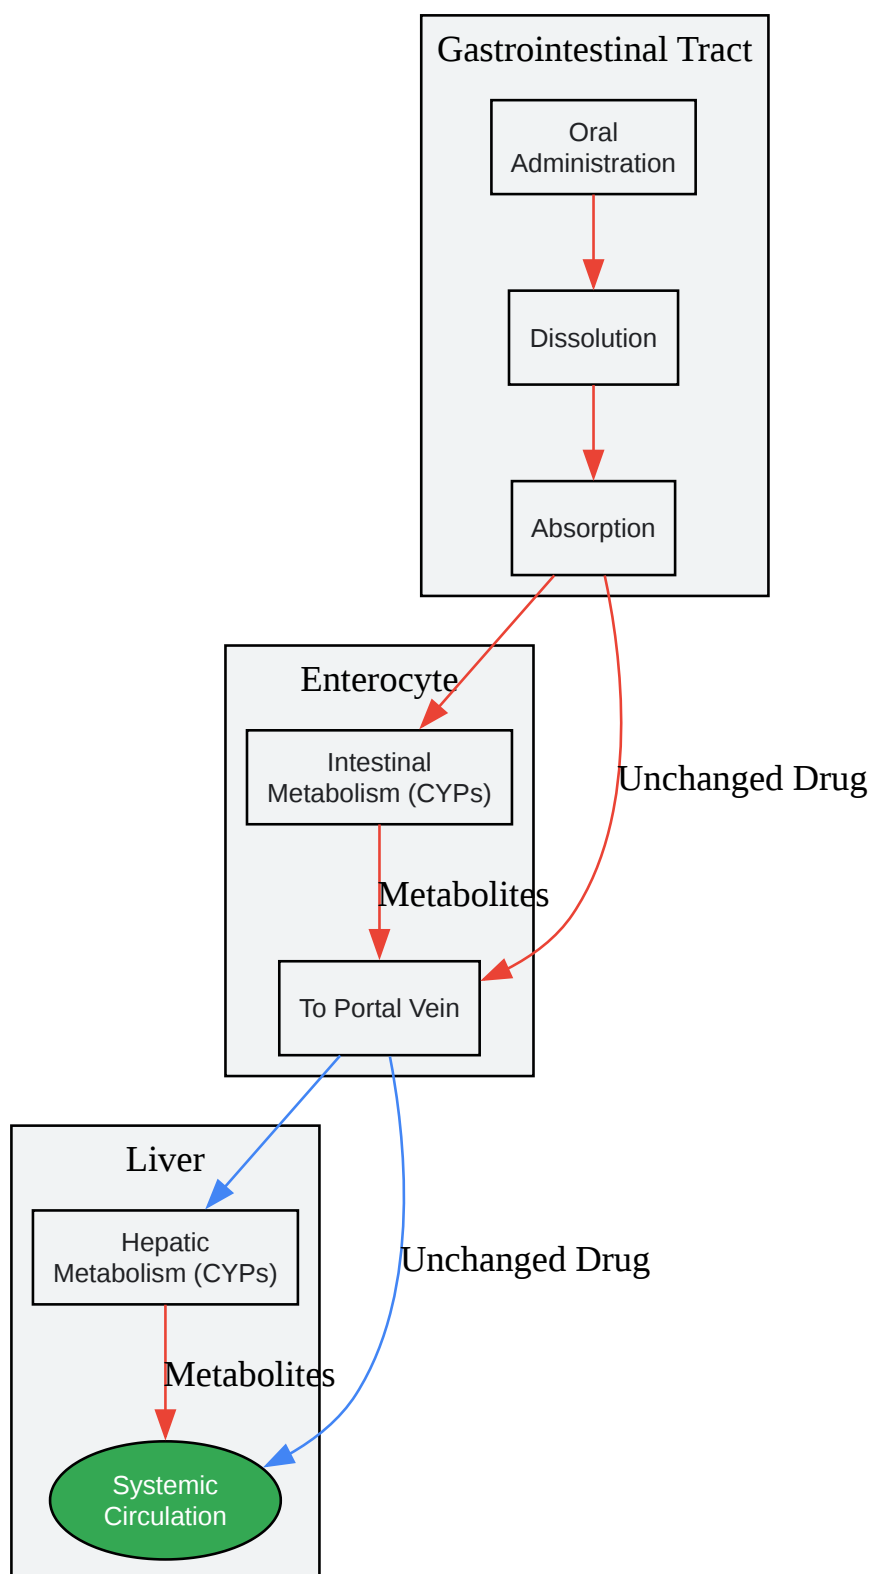 Gastrointestinal Tract
Oral
Administration
Dissolution
Absorption
Enterocyte
Intestinal
Metabolism (CYPs)
Unchanged Drug
Metabolites
To Portal Vein
Liver
Hepatic
Metabolism (CYPs)
Unchanged Drug
Metabolites
Systemic
Circulation